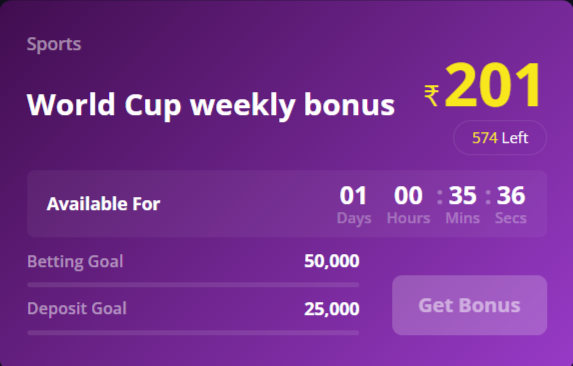 Sports
World Cup weekly bonus
₹201
574 Left
Available For
01 00 : 35 : 36
Days Hours Mins Secs
Betting Goal 50,000
Deposit Goal 25,000
Get Bonus